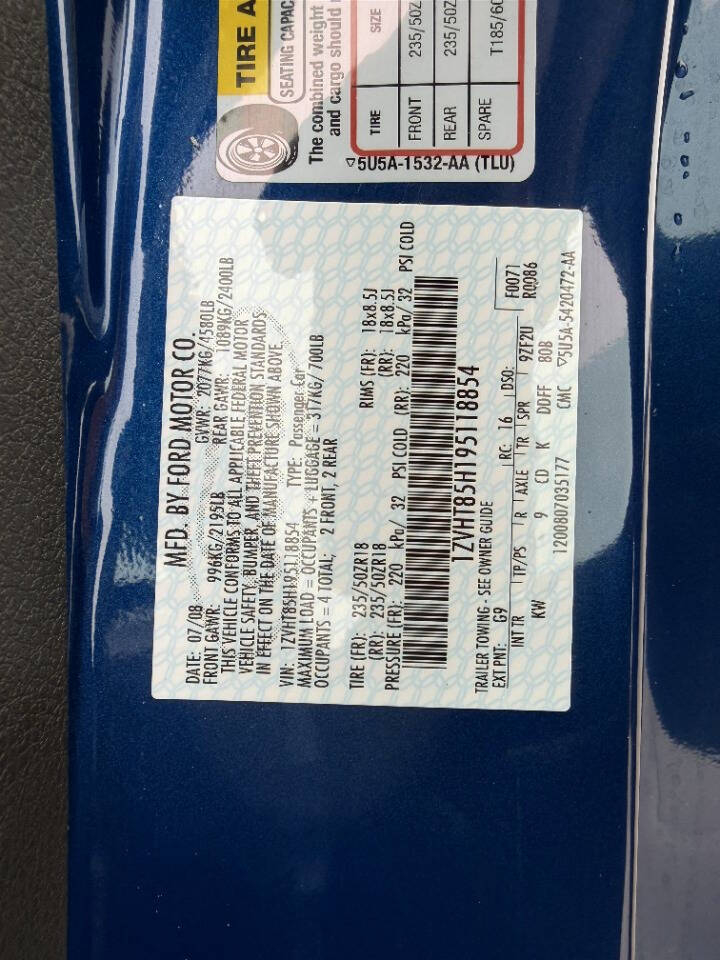 TIRE A
SEATING CAPAC
The combined weight
and cargo should
TIRE SIZE
FRONT 235/50Z
REAR 235/50Z
SPARE T185/60
5U5A-1532-AA (TLU)
MFD. BY FORD MOTOR CO.
DATE: 07/08 GVWR: 2077KG/4580LB
FRONT GAWR: 996KG/2195LB REAR GAWR: 1089KG/2400LB
THIS VEHICLE CONFORMS TO ALL APPLICABLE FEDERAL MOTOR
VEHICLE SAFETY, BUMPER, AND THEFT PREVENTION STANDARDS
IN EFFECT ON THE DATE OF MANUFACTURE SHOWN ABOVE.
VIN: 1ZVHT85H195118854 TYPE: Passenger Car
MAXIMUM LOAD = OCCUPANTS + LUGGAGE = 317KG/ 700LB
OCCUPANTS = 4 TOTAL; 2 FRONT, 2 REAR
TIRE (FR): 235/50ZR18 RIMS (FR): 18x8.5J
(RR): 235/50ZR18 (RR): 18x8.5J
PRESSURE (FR): 220 kPa/ 32 PSI COLD (RR): 220 kPa/ 32 PSI COLD
1ZVHT85H195118854
TRAILER TOWING - SEE OWNER GUIDE
EXT PNT: G9 RC: 16 DSO: F0071
R0086
INT TR TP/PS R AXLE TR SPR 9ZF2U
KW 9 CD K DDFF 80B
1200807035177 CMC 5U5A-5420472-AA